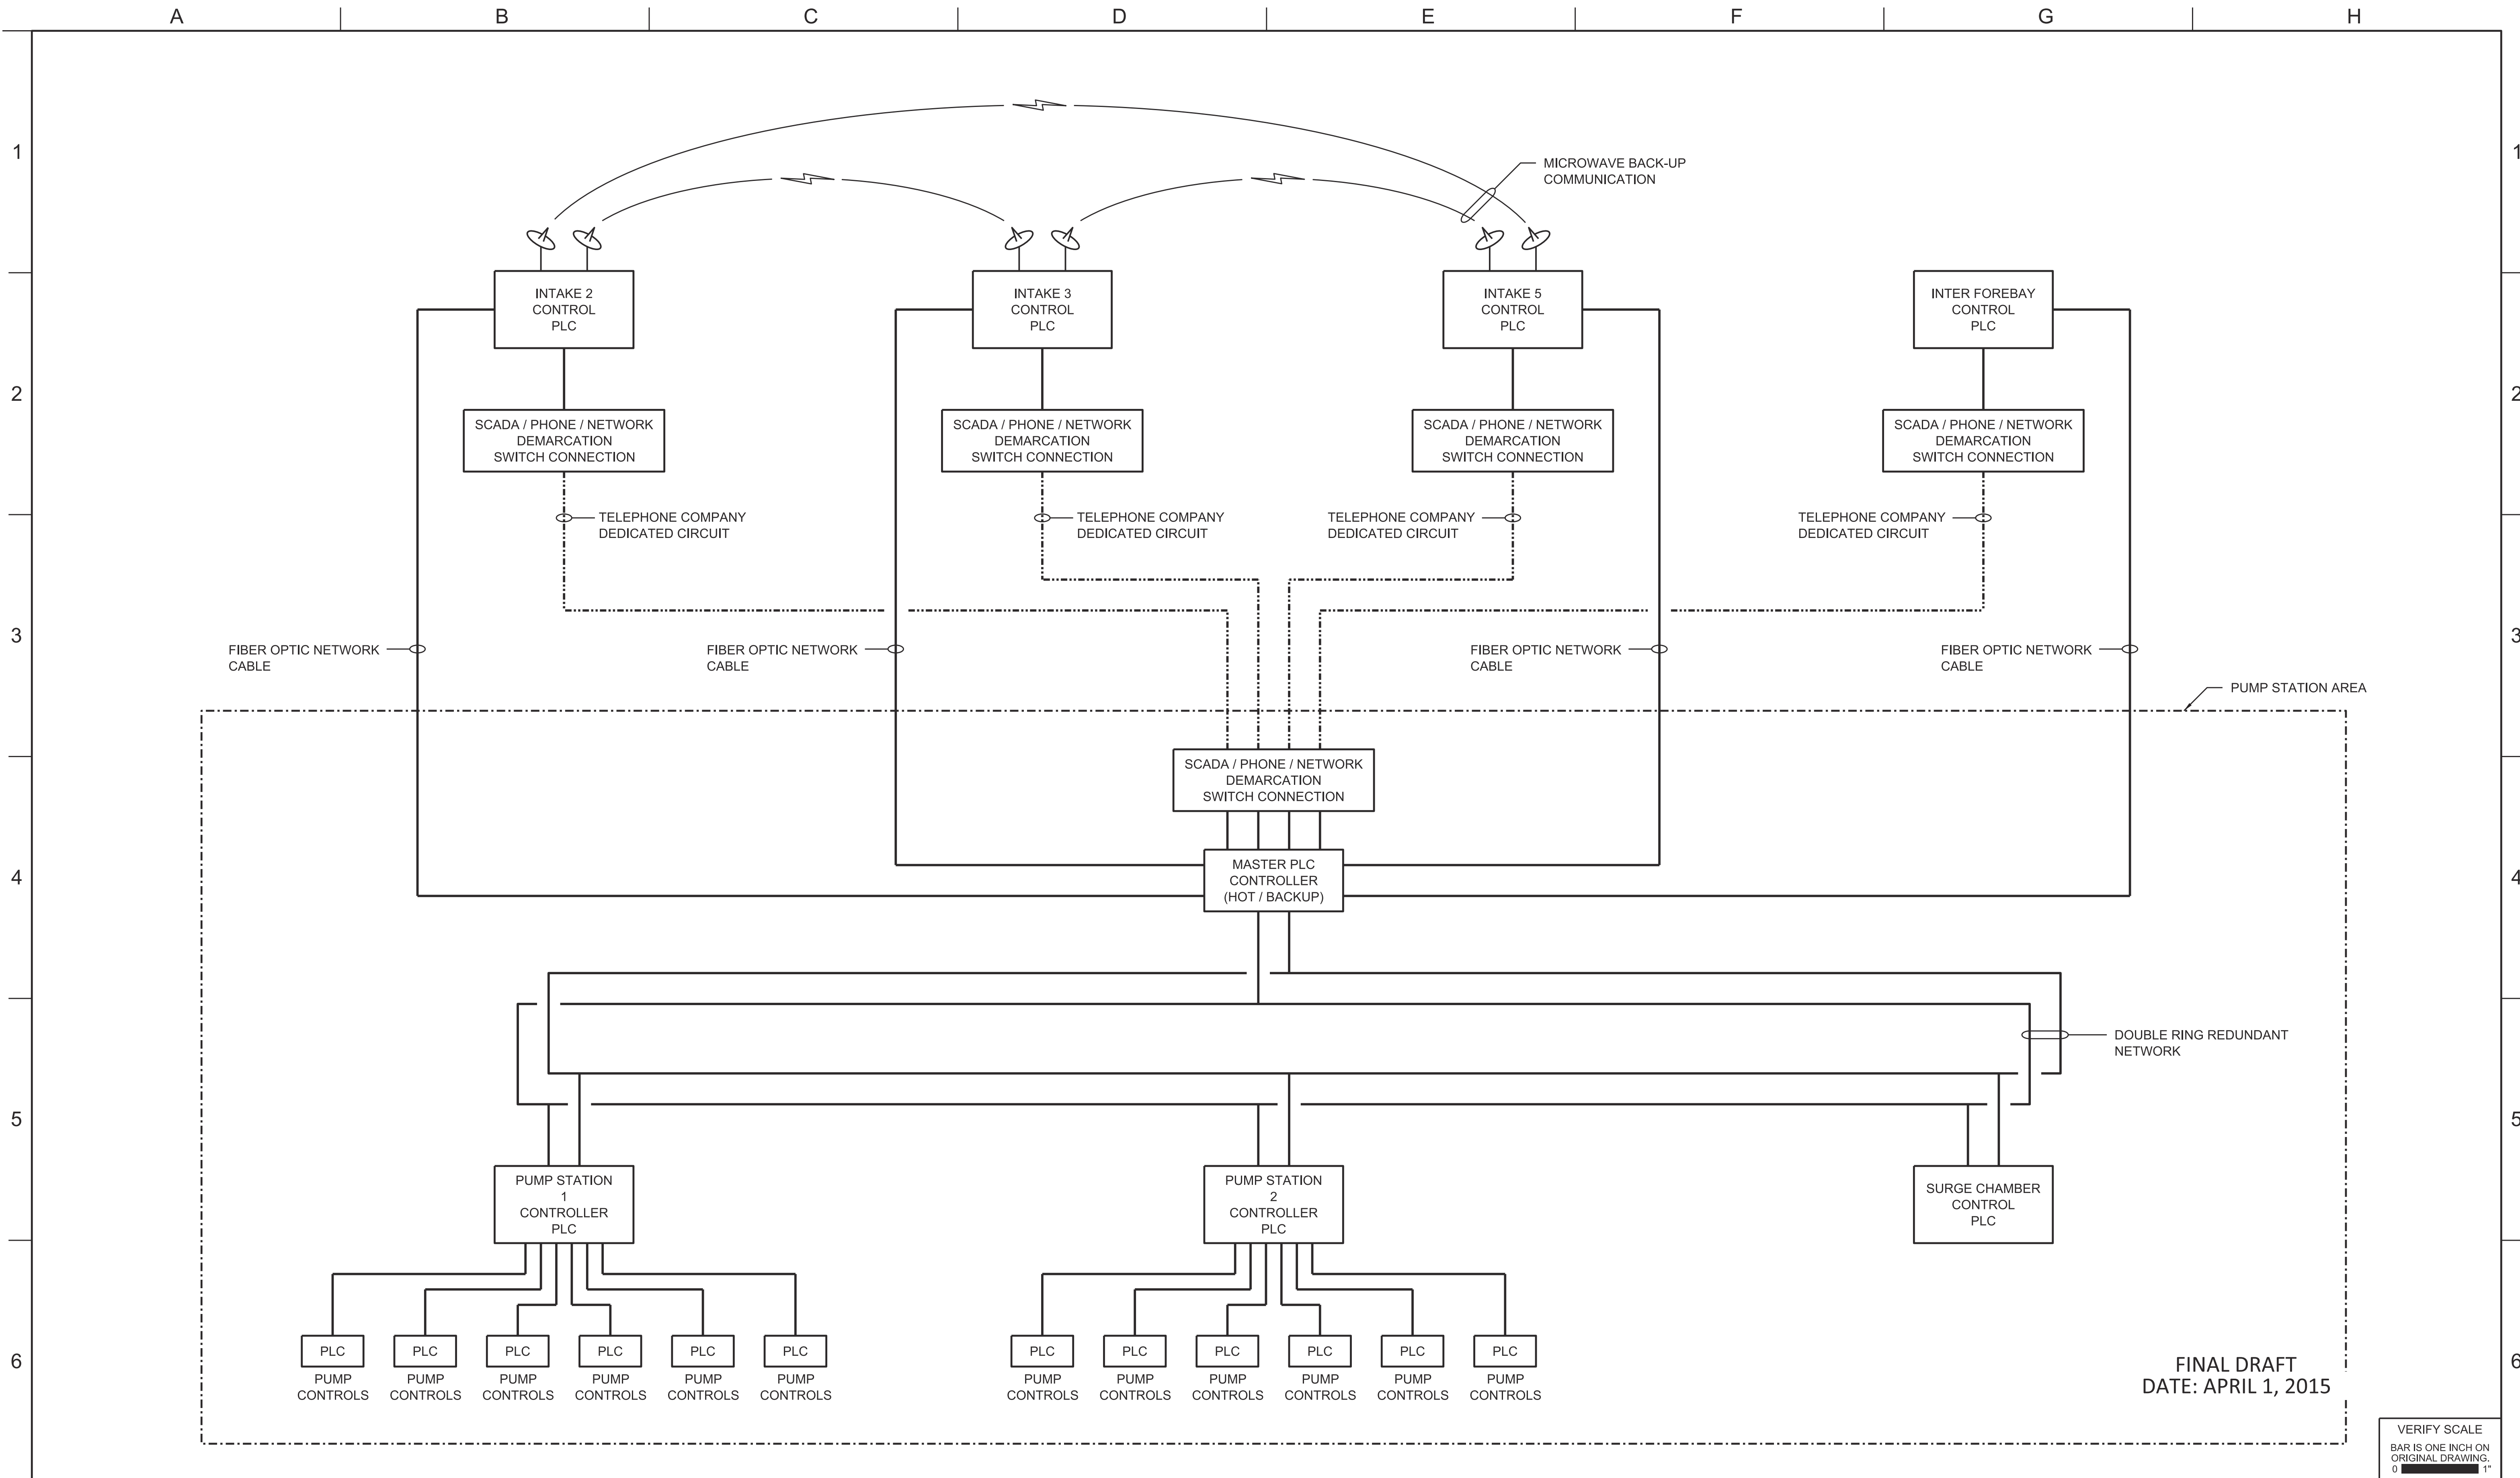 A B C D E F G H
1 1
MICROWAVE BACK-UP
COMMUNICATION
INTAKE 2
CONTROL
PLC
INTAKE 3
CONTROL
PLC
INTAKE 5
CONTROL
PLC
INTER FOREBAY
CONTROL
PLC
2 2
SCADA / PHONE / NETWORK
DEMARCATION
SWITCH CONNECTION
SCADA / PHONE / NETWORK
DEMARCATION
SWITCH CONNECTION
SCADA / PHONE / NETWORK
DEMARCATION
SWITCH CONNECTION
SCADA / PHONE / NETWORK
DEMARCATION
SWITCH CONNECTION
TELEPHONE COMPANY
DEDICATED CIRCUIT
TELEPHONE COMPANY
DEDICATED CIRCUIT
TELEPHONE COMPANY
DEDICATED CIRCUIT
TELEPHONE COMPANY
DEDICATED CIRCUIT
3 3
FIBER OPTIC NETWORK
CABLE
FIBER OPTIC NETWORK
CABLE
FIBER OPTIC NETWORK
CABLE
FIBER OPTIC NETWORK
CABLE
PUMP STATION AREA
SCADA / PHONE / NETWORK
DEMARCATION
SWITCH CONNECTION
4 4
MASTER PLC
CONTROLLER
(HOT / BACKUP)
DOUBLE RING REDUNDANT
NETWORK
5 5
PUMP STATION
1
CONTROLLER
PLC
PUMP STATION
2
CONTROLLER
PLC
SURGE CHAMBER
CONTROL
PLC
6 6
PLC
PUMP
CONTROLS
PLC
PUMP
CONTROLS
PLC
PUMP
CONTROLS
PLC
PUMP
CONTROLS
PLC
PUMP
CONTROLS
PLC
PUMP
CONTROLS
PLC
PUMP
CONTROLS
PLC
PUMP
CONTROLS
PLC
PUMP
CONTROLS
PLC
PUMP
CONTROLS
PLC
PUMP
CONTROLS
PLC
PUMP
CONTROLS
FINAL DRAFT
DATE: APRIL 1, 2015
VERIFY SCALE
BAR IS ONE INCH ON
ORIGINAL DRAWING.
0 1"